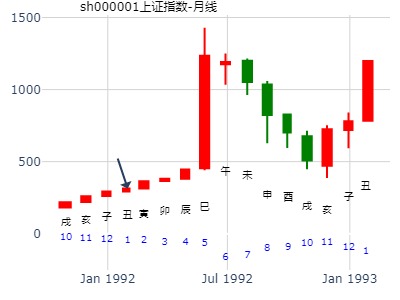 sh000001上证指数-月线
1500
1000
500
0
戌 亥 子 丑 寅 卯 辰 巳 午 未 申 酉 戌 亥 子 丑
10 11 12 1 2 3 4 5 6 7 8 9 10 11 12 1
Jan 1992 Jul 1992 Jan 1993